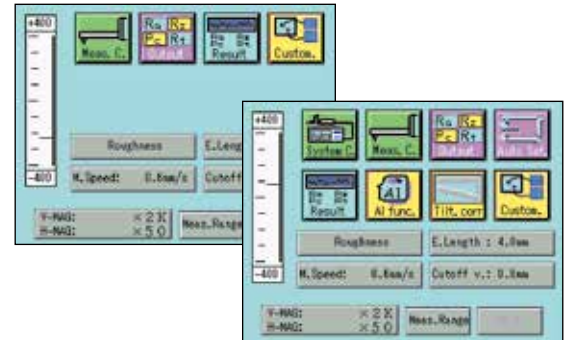 +400
Ra Rz
Pc Rt
Meas. C. Output Result Custom.
Roughness E.Leng
-400
M.Speed: 0.6mm/s Cutoff
V-MAG: ×2K
H-MAG: ×50
Meas.Range
+400
Ra Rz
Pc Rt
System C. Meas. C. Output Auto Set.
AI
Result AI func. Tilt. corr Custom.
Roughness E.Length : 4.0mm
-400
M.Speed: 0.6mm/s Cutoff v.: 0.8mm
V-MAG: ×2K
H-MAG: ×50
Meas.Range